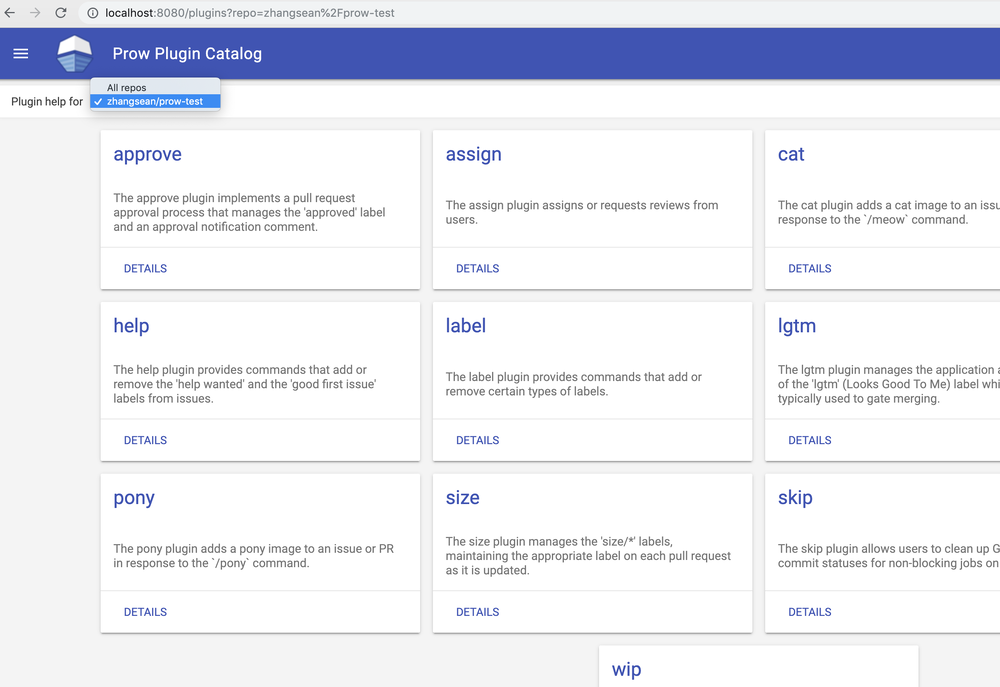 localhost:8080/plugins?repo=zhangsean%2Fprow-test
Prow Plugin Catalog
All repos
Plugin help for
✓ zhangsean/prow-test
approve
The approve plugin implements a pull request
approval process that manages the 'approved' label
and an approval notification comment.
DETAILS
assign
The assign plugin assigns or requests reviews from
users.
DETAILS
cat
The cat plugin adds a cat image to an issu
response to the `/meow` command.
DETAILS
help
The help plugin provides commands that add or
remove the 'help wanted' and the 'good first issue'
labels from issues.
DETAILS
label
The label plugin provides commands that add or
remove certain types of labels.
DETAILS
lgtm
The lgtm plugin manages the application a
of the 'lgtm' (Looks Good To Me) label whi
typically used to gate merging.
DETAILS
pony
The pony plugin adds a pony image to an issue or PR
in response to the `/pony` command.
DETAILS
size
The size plugin manages the 'size/*' labels,
maintaining the appropriate label on each pull request
as it is updated.
DETAILS
skip
The skip plugin allows users to clean up G
commit statuses for non-blocking jobs on
DETAILS
wip